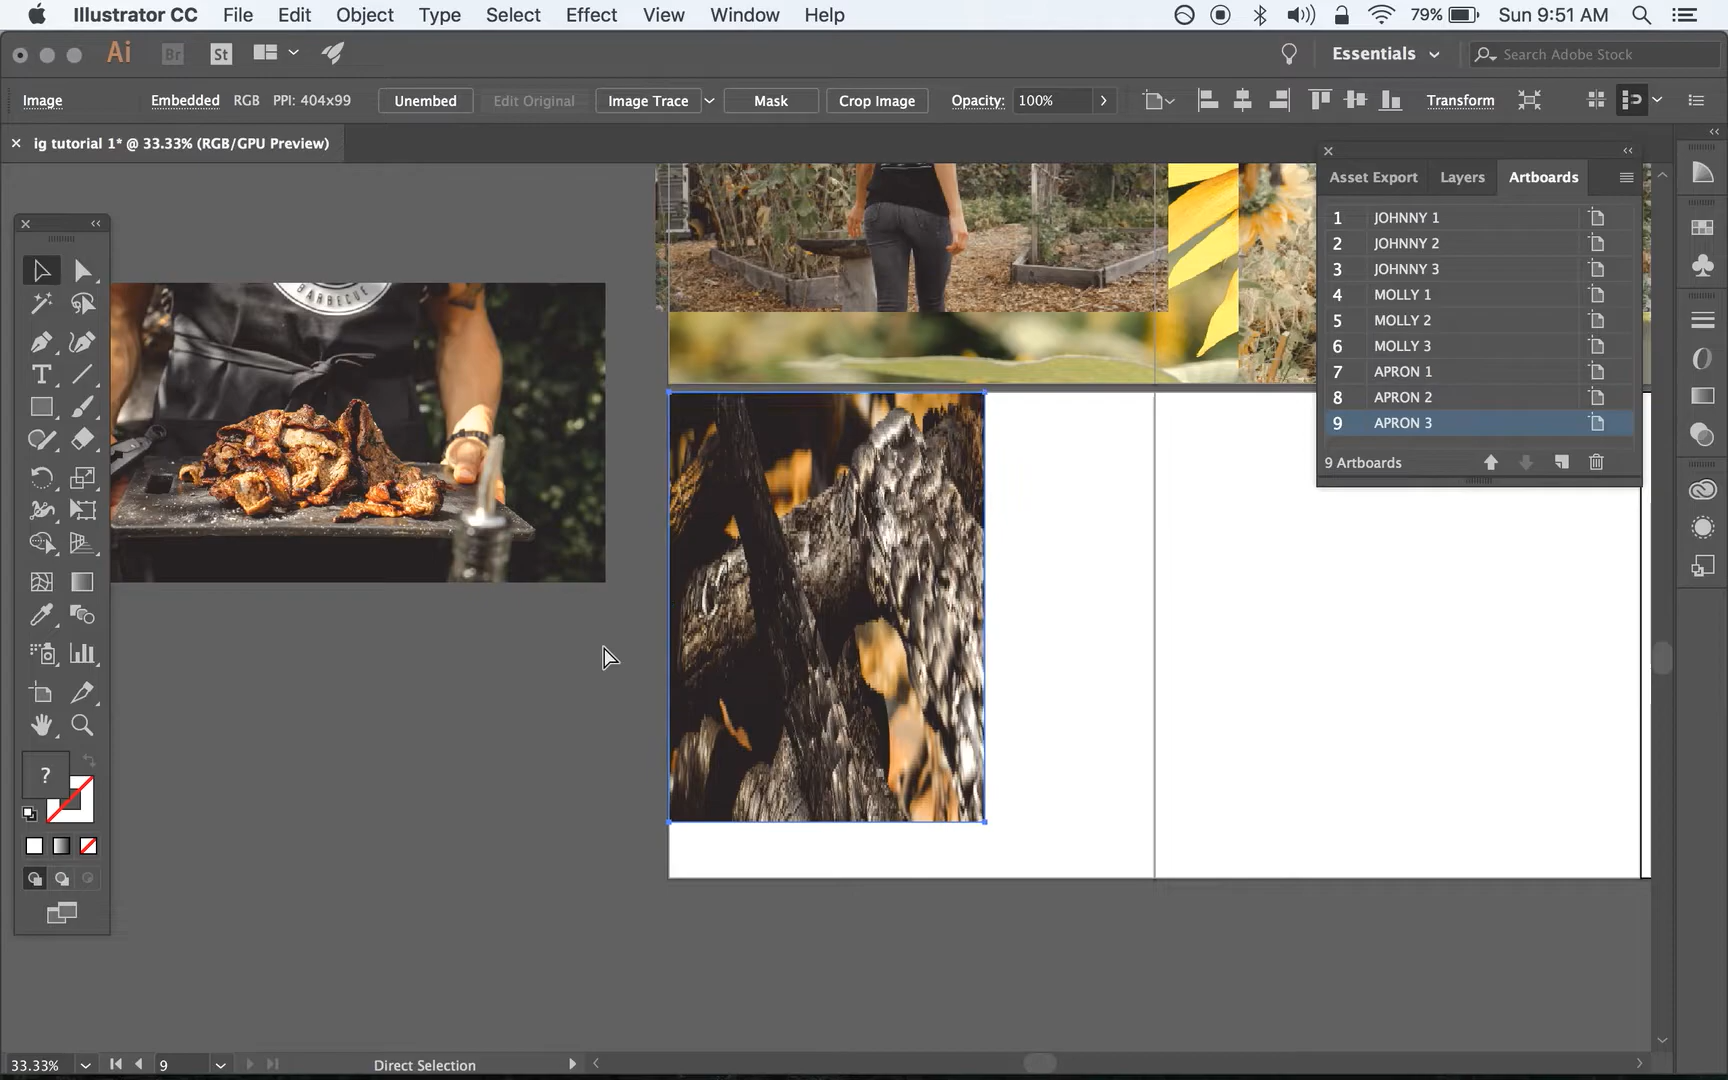 Illustrator CC File Edit Object Type Select Effect View Window Help 79% Sun 9:51 AM
Ai Br St Essentials Search Adobe Stock
Image Embedded RGB PPI: 404x99 Unembed Edit Original Image Trace Mask Crop Image Opacity: 100% Transform
ig tutorial 1* @ 33.33% (RGB/GPU Preview)
Asset Export Layers Artboards
1 JOHNNY 1
2 JOHNNY 2
3 JOHNNY 3
4 MOLLY 1
5 MOLLY 2
6 MOLLY 3
7 APRON 1
8 APRON 2
9 APRON 3
9 Artboards
BARBECUE
T
?
33.33% 9 Direct Selection